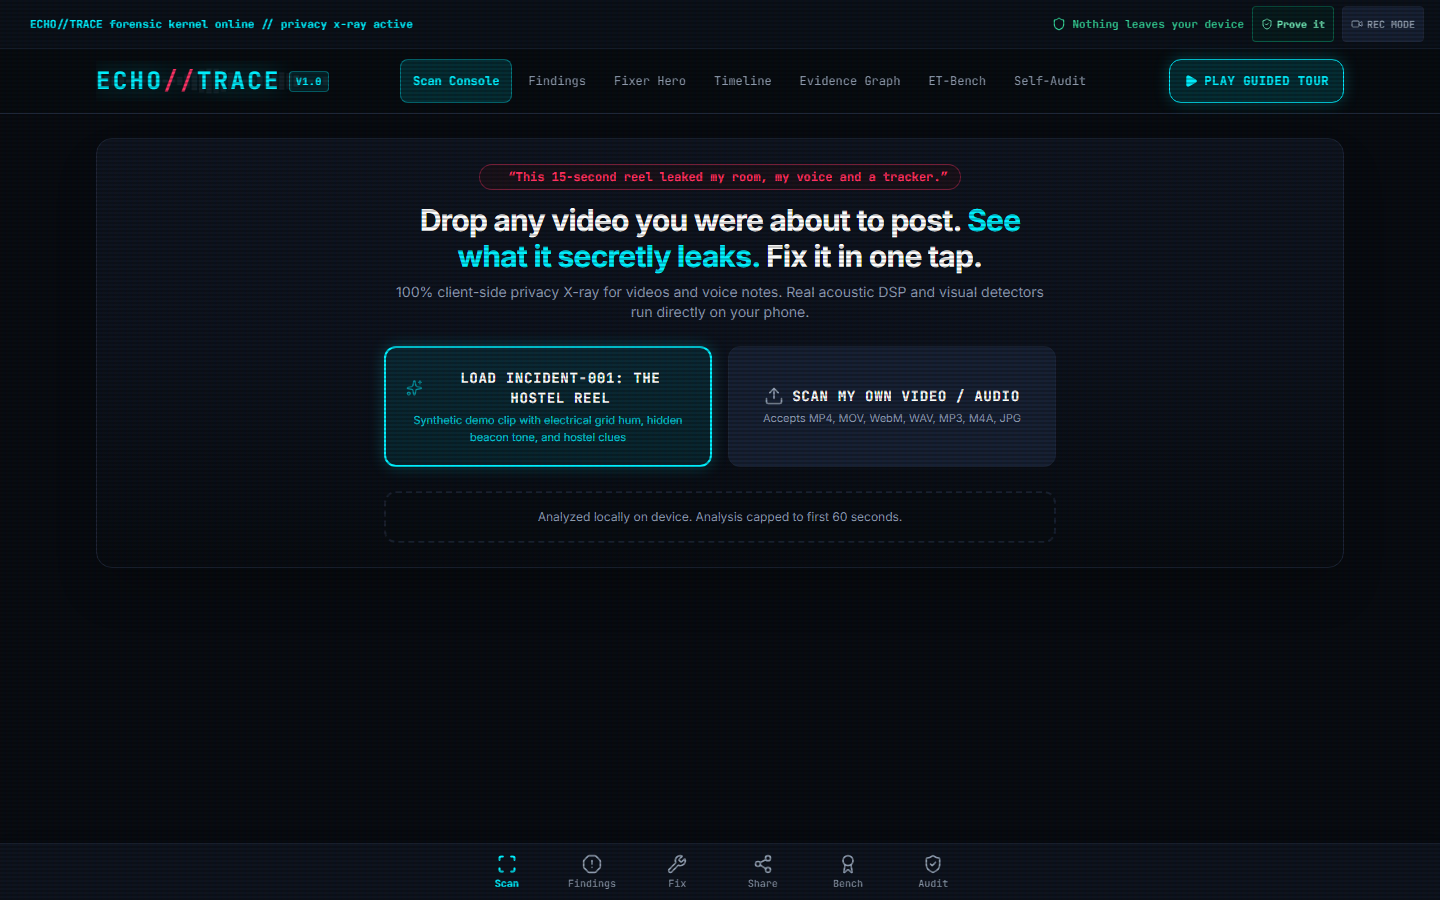 ECHO//TRACE forensic kernel online // privacy x-ray active
Nothing leaves your device
Prove it
REC MODE
ECHO//TRACE
V1.0
Scan Console
Findings
Fixer Hero
Timeline
Evidence Graph
ET-Bench
Self-Audit
PLAY GUIDED TOUR
“This 15-second reel leaked my room, my voice and a tracker.”
Drop any video you were about to post. See
what it secretly leaks. Fix it in one tap.
100% client-side privacy X-ray for videos and voice notes. Real acoustic DSP and visual detectors
run directly on your phone.
LOAD INCIDENT-001: THE
HOSTEL REEL
Synthetic demo clip with electrical grid hum, hidden
beacon tone, and hostel clues
SCAN MY OWN VIDEO / AUDIO
Accepts MP4, MOV, WebM, WAV, MP3, M4A, JPG
Analyzed locally on device. Analysis capped to first 60 seconds.
Scan
Findings
Fix
Share
Bench
Audit